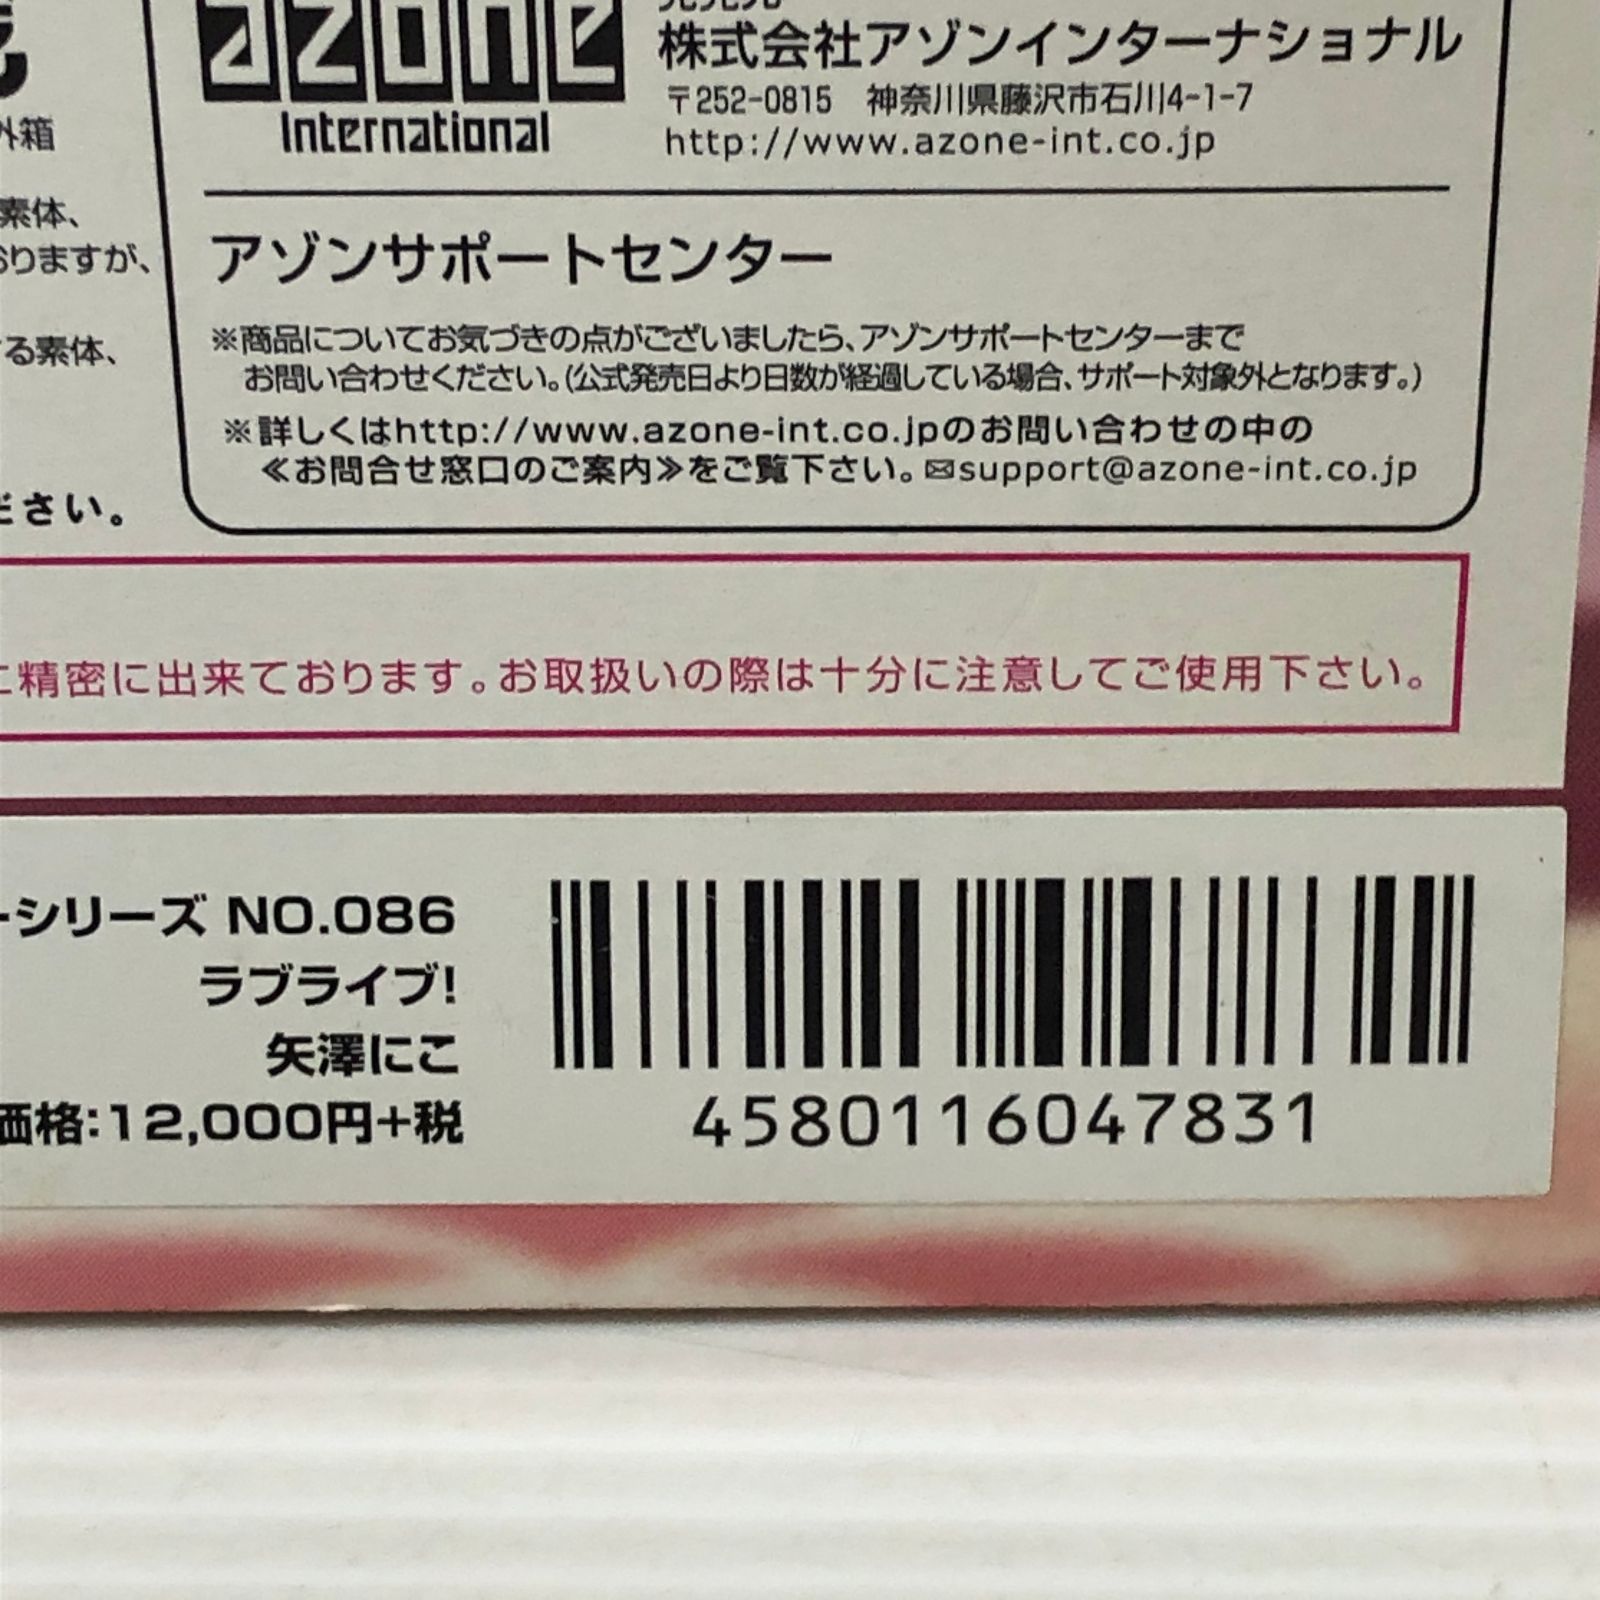 azone
International
株式会社アゾンインターナショナル
〒252-0815 神奈川県藤沢市石川4-1-7
http://www.azone-int.co.jp
外箱
素体、
おりますが、
する素体、
ださい。
アゾンサポートセンター
※商品についてお気づきの点がございましたら、アゾンサポートセンターまで
お問い合わせください。(公式発売日より日数が経過している場合、サポート対象外となります。)
※詳しくはhttp://www.azone-int.co.jpのお問い合わせの中の
≪お問合せ窓口のご案内≫をご覧下さい。✉support@azone-int.co.jp
に精密に出来ております。お取扱いの際は十分に注意してご使用下さい。
ーシリーズ NO.086
ラブライブ!
矢澤にこ
価格:12,000円+税
4580116047831